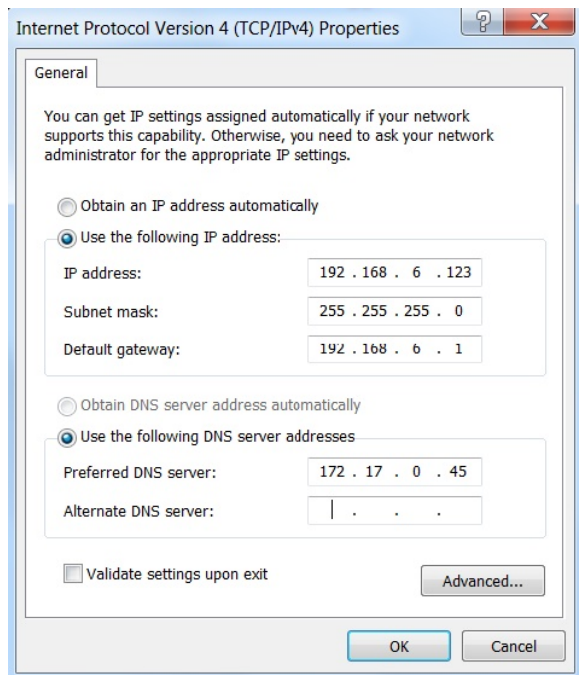 Internet Protocol Version 4 (TCP/IPv4) Properties
General
You can get IP settings assigned automatically if your network
supports this capability. Otherwise, you need to ask your network
administrator for the appropriate IP settings.
Obtain an IP address automatically
Use the following IP address:
IP address: 192 . 168 . 6 . 123
Subnet mask: 255 . 255 . 255 . 0
Default gateway: 192 . 168 . 6 . 1
Obtain DNS server address automatically
Use the following DNS server addresses
Preferred DNS server: 172 . 17 . 0 . 45
Alternate DNS server: . . .
Validate settings upon exit
Advanced...
OK Cancel